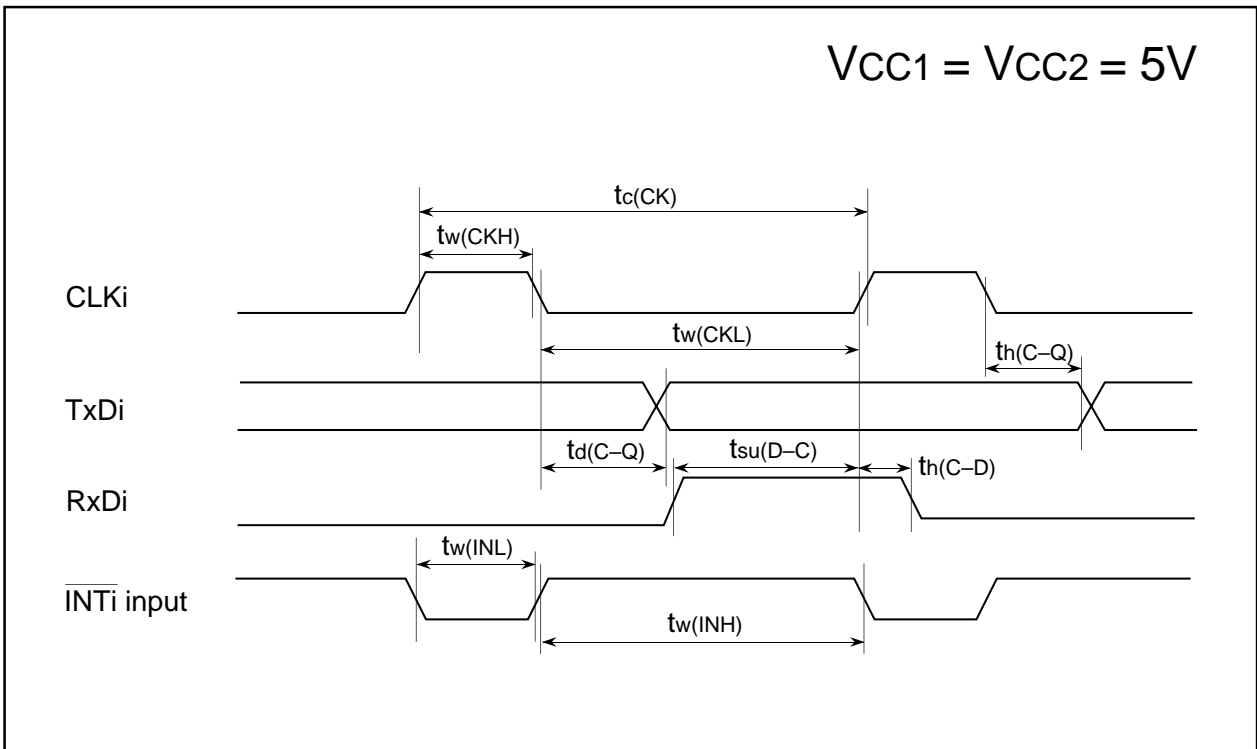 VCC1 = VCC2 = 5V
tc(CK)
tw(CKH)
CLKi
tw(CKL)
th(C–Q)
TxDi
td(C–Q)
tsu(D–C)
th(C–D)
RxDi
tw(INL)
INTi input
tw(INH)